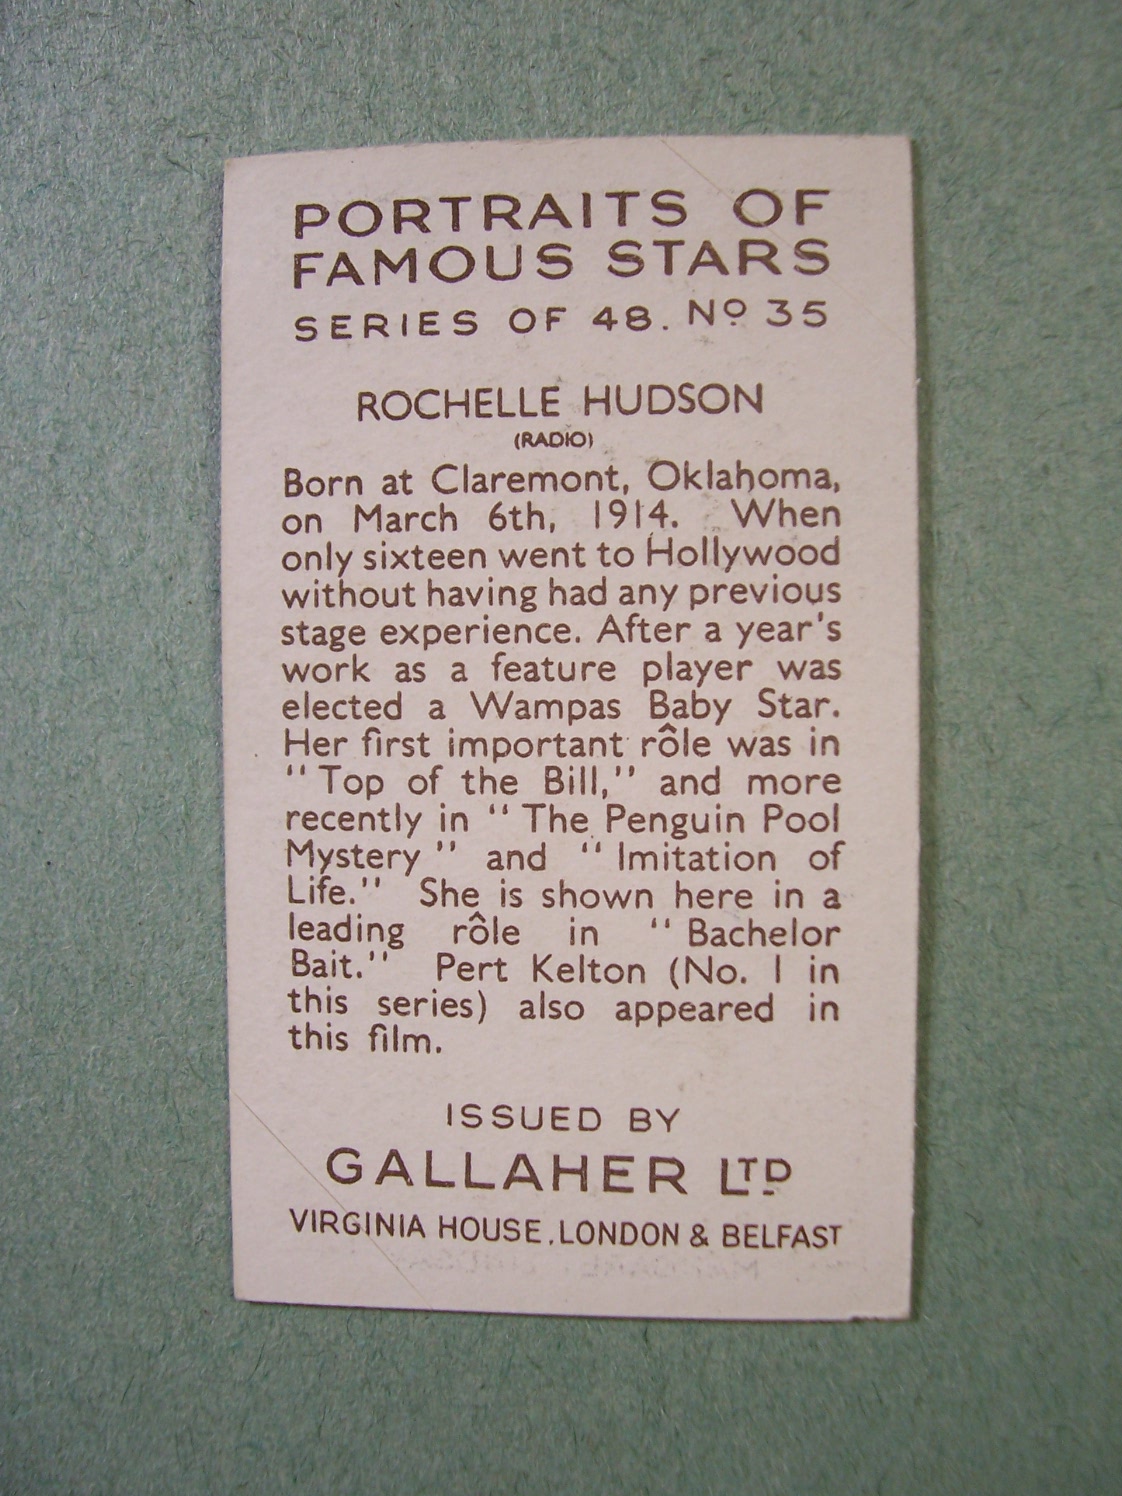 PORTRAITS OF
FAMOUS STARS
SERIES OF 48. Nº 35
ROCHELLE HUDSON
(RADIO)
Born at Claremont, Oklahoma,
on March 6th, 1914. When
only sixteen went to Hollywood
without having had any previous
stage experience. After a year's
work as a feature player was
elected a Wampas Baby Star.
Her first important rôle was in
"Top of the Bill," and more
recently in "The Penguin Pool
Mystery" and "Imitation of
Life." She is shown here in a
leading rôle in "Bachelor
Bait." Pert Kelton (No. 1 in
this series) also appeared in
this film.
ISSUED BY
GALLAHER LTD
VIRGINIA HOUSE, LONDON & BELFAST